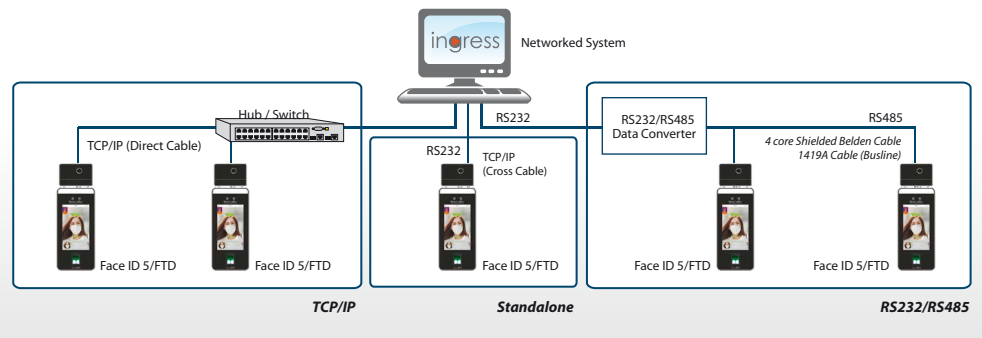 ingress
Networked System
Hub / Switch
TCP/IP (Direct Cable)
Face ID 5/FTD
Face ID 5/FTD
TCP/IP
RS232
TCP/IP
(Cross Cable)
Face ID 5/FTD
Standalone
RS232
RS232/RS485
Data Converter
RS485
4 core Shielded Belden Cable
1419A Cable (Busline)
Face ID 5/FTD
Face ID 5/FTD
RS232/RS485